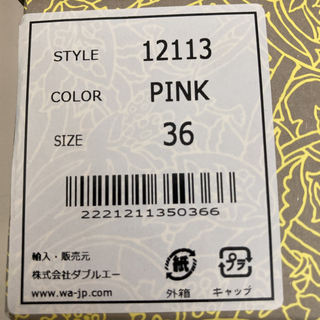 STYLE 12113
COLOR PINK
SIZE 36
2221211350366
輸入・販売元
株式会社ダブルエー
www.wa-jp.com
紙 プラ
外箱 キャップ